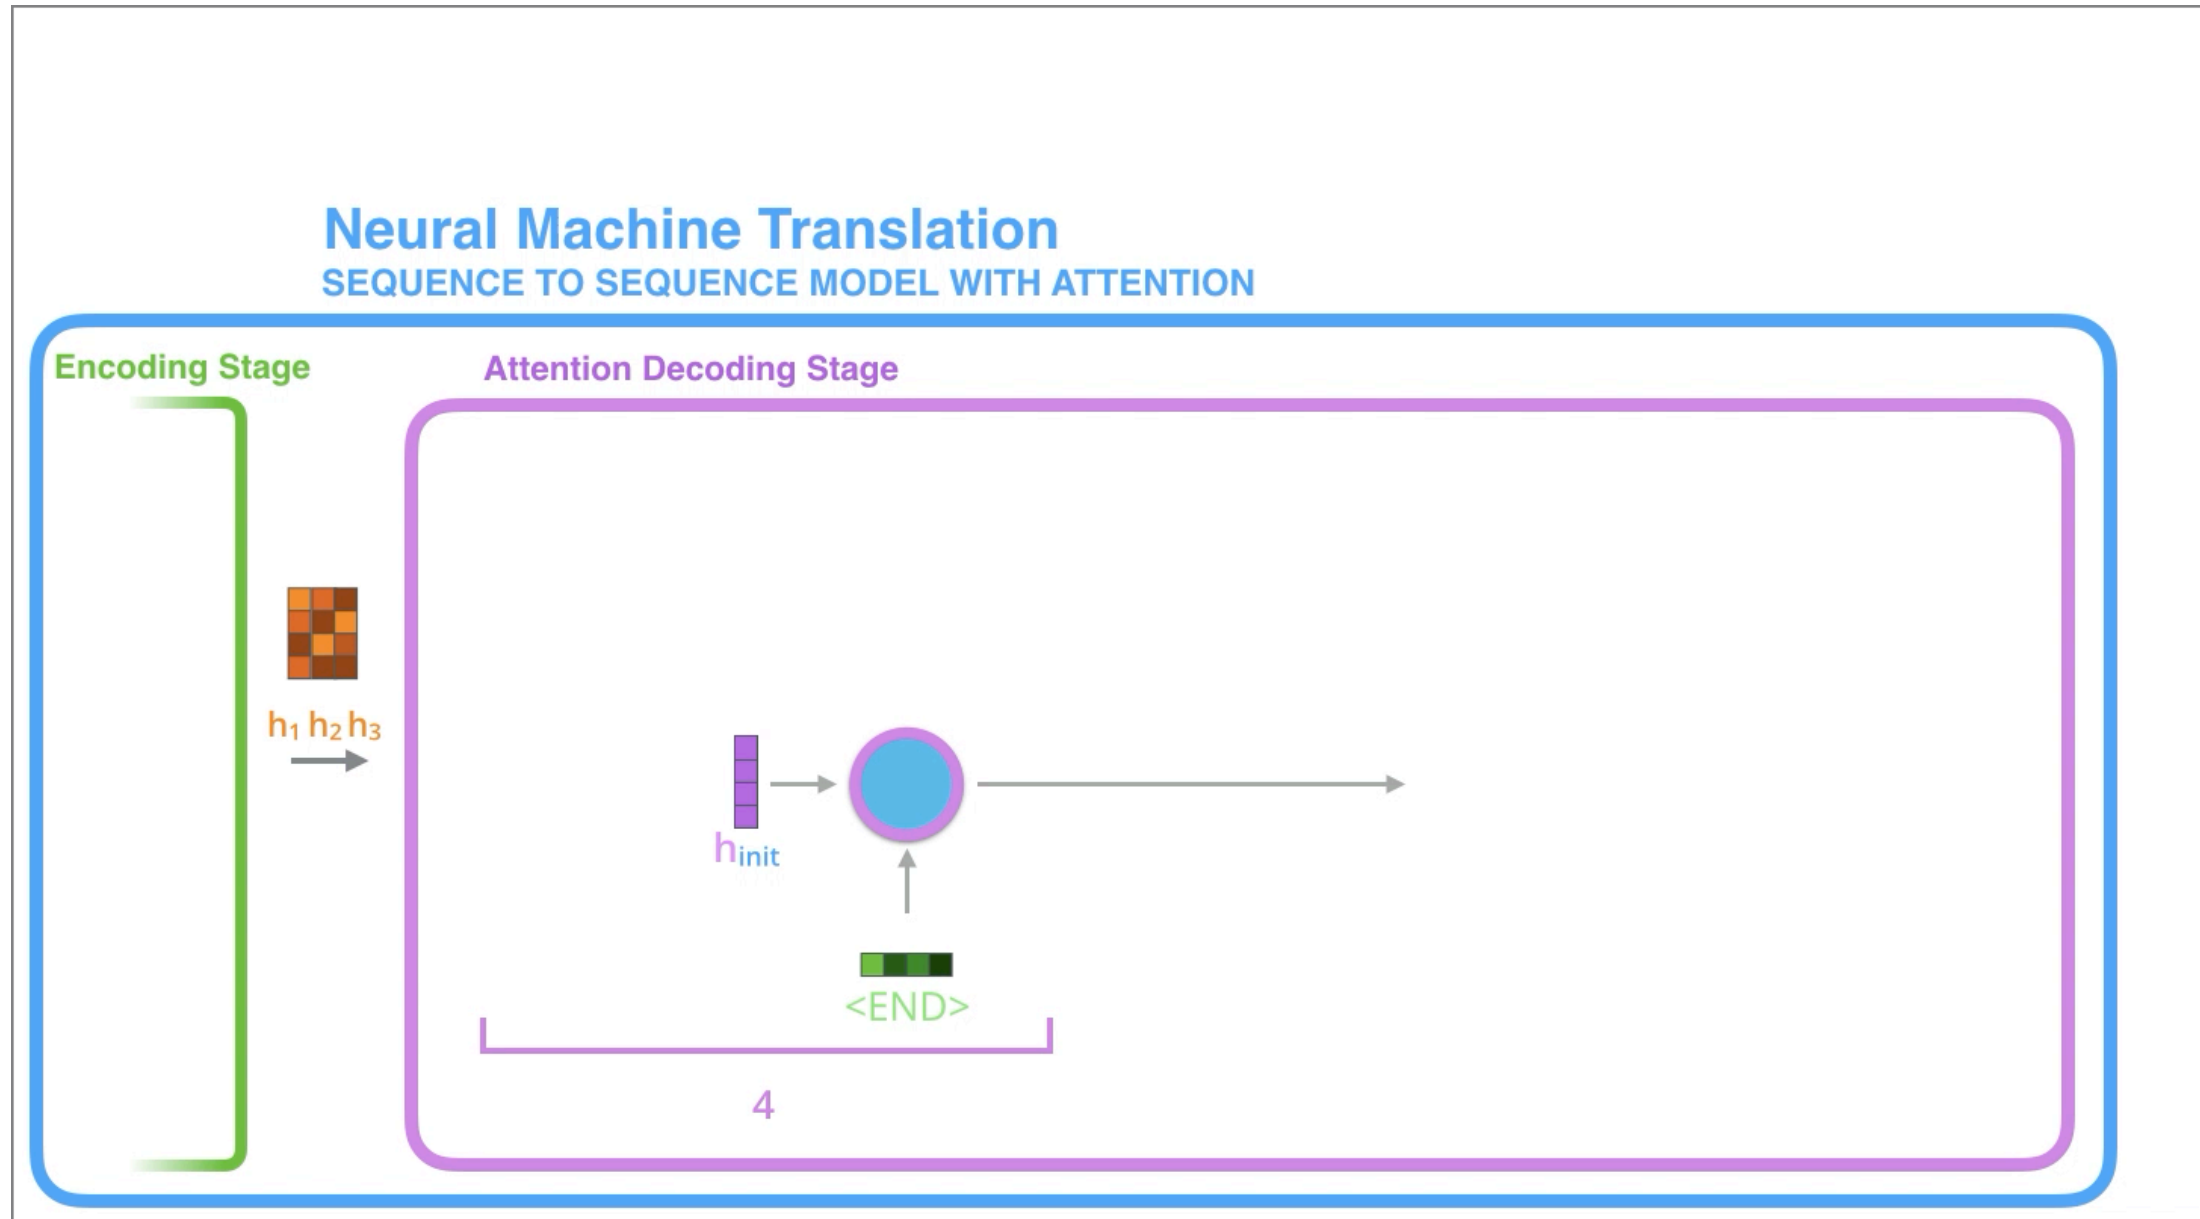 Neural Machine Translation
SEQUENCE TO SEQUENCE MODEL WITH ATTENTION
Encoding Stage
Attention Decoding Stage
h₁ h₂ h₃
hinit
<END>
4